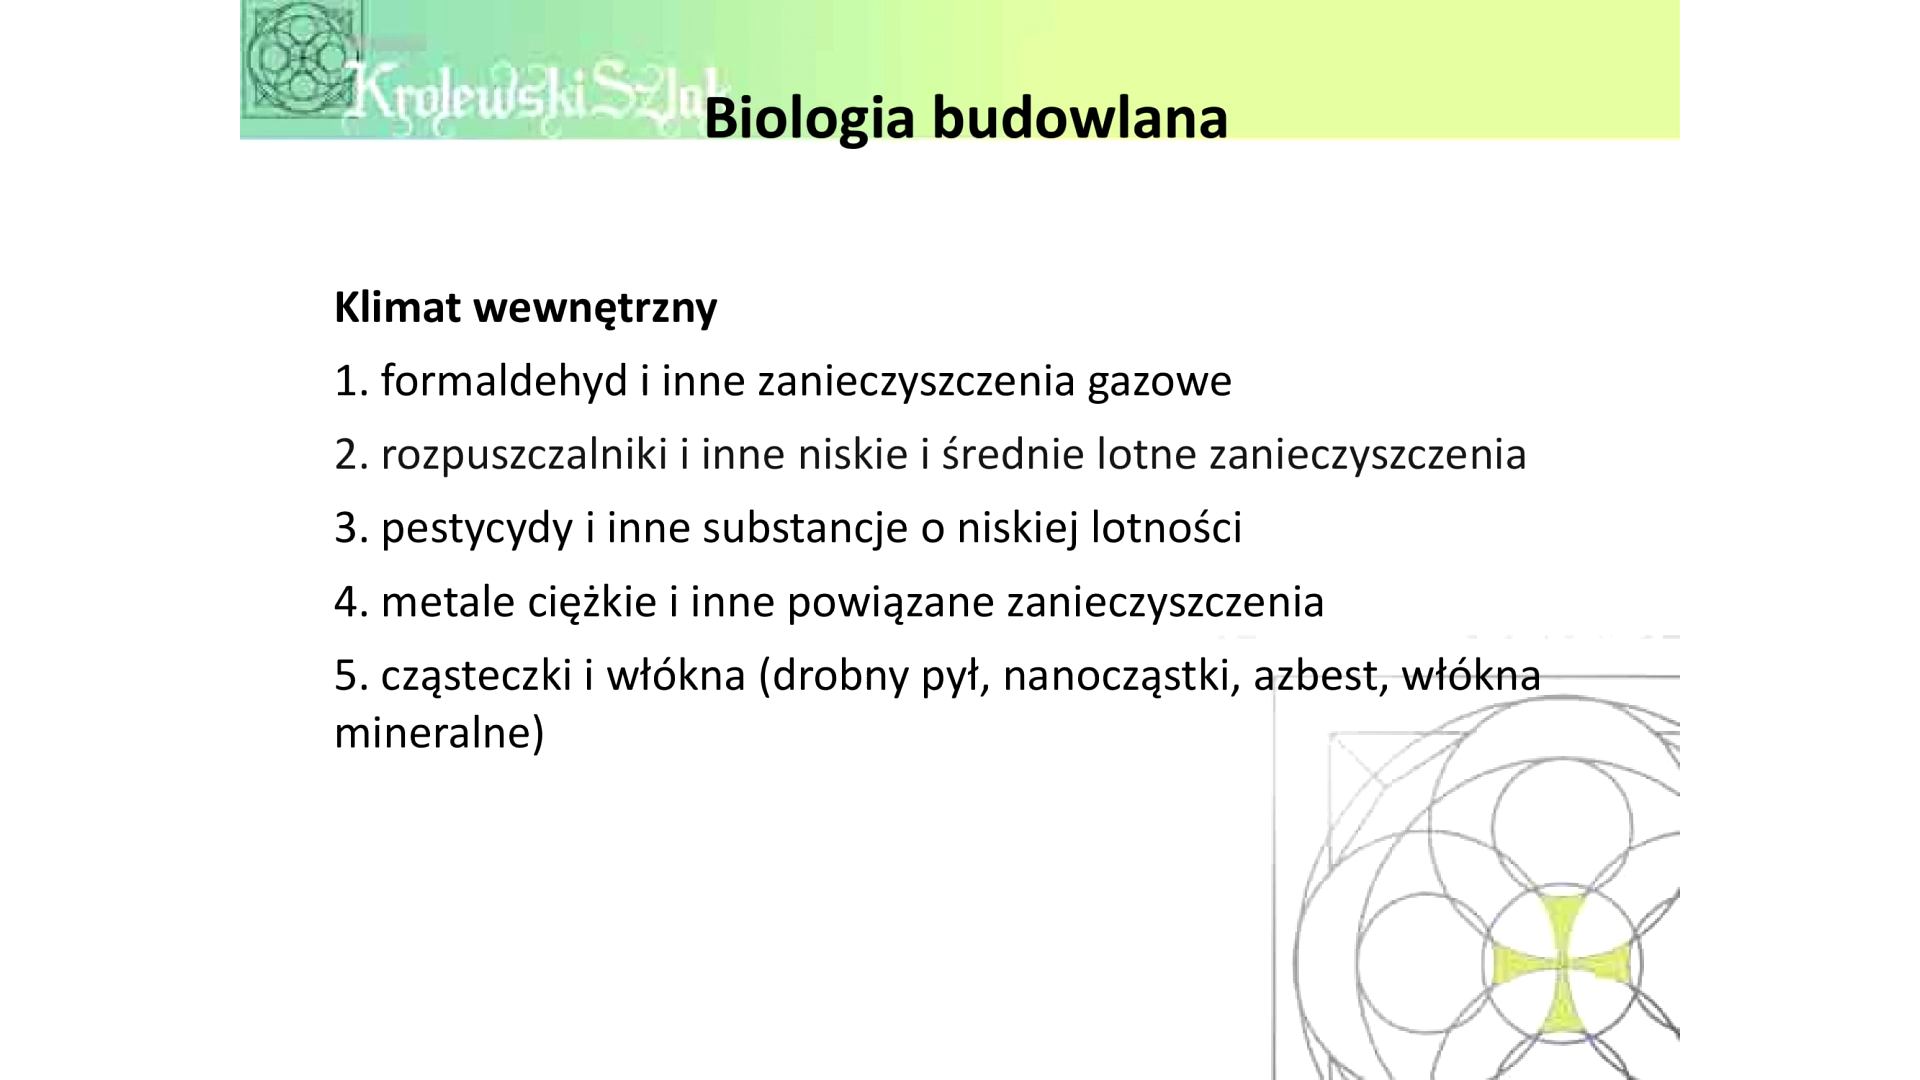 Krolewski Szlak
Biologia budowlana
Klimat wewnętrzny
1. formaldehyd i inne zanieczyszczenia gazowe
2. rozpuszczalniki i inne niskie i średnie lotne zanieczyszczenia
3. pestycydy i inne substancje o niskiej lotności
4. metale ciężkie i inne powiązane zanieczyszczenia
5. cząsteczki i włókna (drobny pył, nanocząstki, azbest, włókna
mineralne)